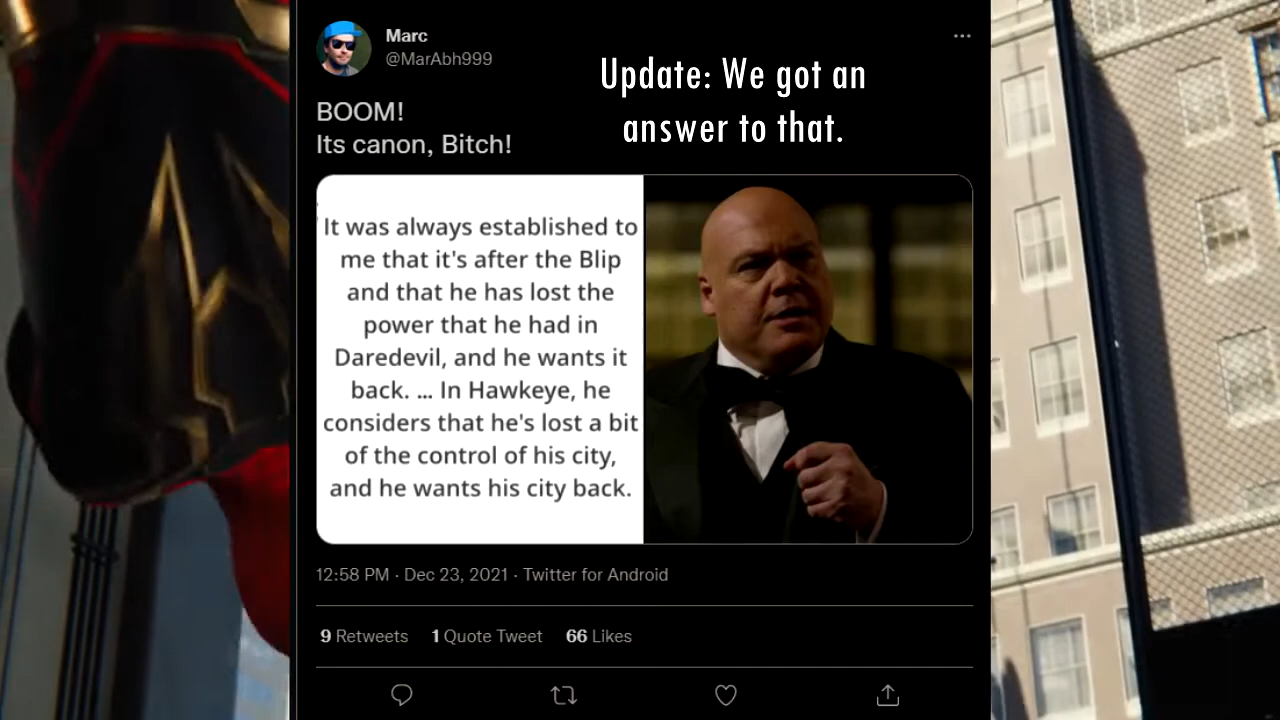 Marc
@MarAbh999
Update: We got an
answer to that.
BOOM!
Its canon, Bitch!
It was always established to
me that it's after the Blip
and that he has lost the
power that he had in
Daredevil, and he wants it
back. ... In Hawkeye, he
considers that he's lost a bit
of the control of his city,
and he wants his city back.
12:58 PM · Dec 23, 2021 · Twitter for Android
9 Retweets 1 Quote Tweet 66 Likes